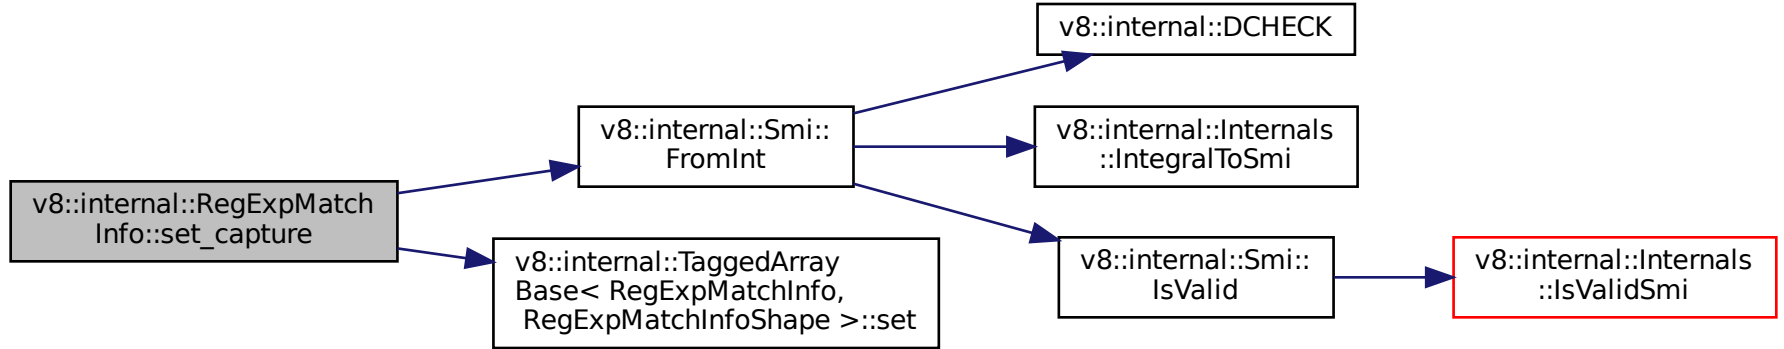 v8::internal::RegExpMatch
Info::set_capture
v8::internal::Smi::
FromInt
v8::internal::TaggedArray
Base< RegExpMatchInfo,
RegExpMatchInfoShape >::set
v8::internal::DCHECK
v8::internal::Internals
::IntegralToSmi
v8::internal::Smi::
IsValid
v8::internal::Internals
::IsValidSmi